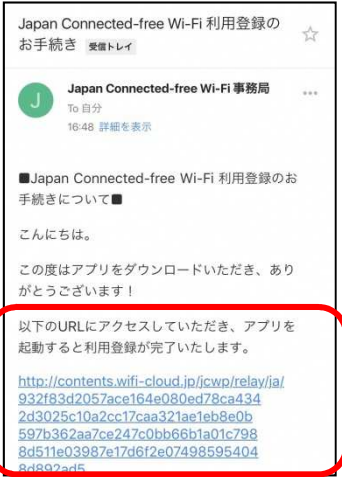 Japan Connected-free Wi-Fi 利用登録の
お手続き 受信トレイ
J
Japan Connected-free Wi-Fi 事務局
To 自分
16:48 詳細を表示
■Japan Connected-free Wi-Fi 利用登録のお
手続きについて■
こんにちは。
この度はアプリをダウンロードいただき、あり
がとうございます！
以下のURLにアクセスしていただき、アプリを
起動すると利用登録が完了いたします。
http://contents.wifi-cloud.jp/jcwp/relay/ja/
932f83d2057ace164e080ed78ca434
2d3025c10a2cc17caa321ae1eb8e0b
597b362aa7ce247c0bb66b1a01c798
8d511e03987e17d6f2e07498595404
8d892ad5